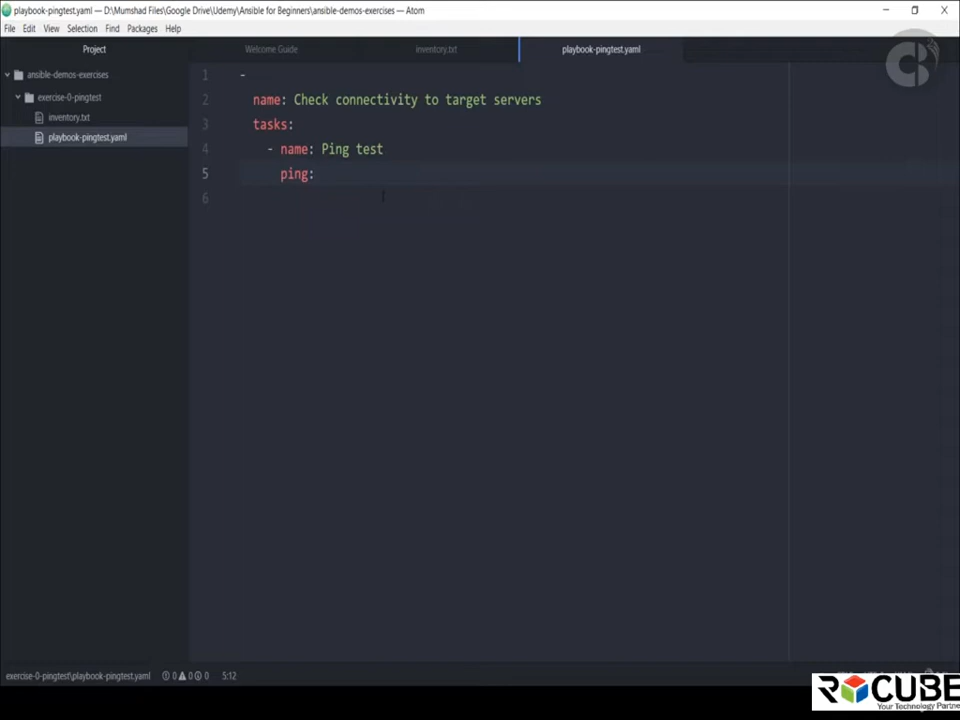 playbook-pingtest.yaml — D:\Mumshad Files\Google Drive\Udemy\Ansible for Beginners\ansible-demos-exercises — Atom
File Edit View Selection Find Packages Help
Project
Welcome Guide
inventory.txt
playbook-pingtest.yaml
ansible-demos-exercises
exercise-0-pingtest
inventory.txt
playbook-pingtest.yaml
1 -
2 name: Check connectivity to target servers
3 tasks:
4 - name: Ping test
5 ping:
6
exercise-0-pingtest\playbook-pingtest.yaml 0 0 0 5:12
ROCUBE
Your Technology Partne